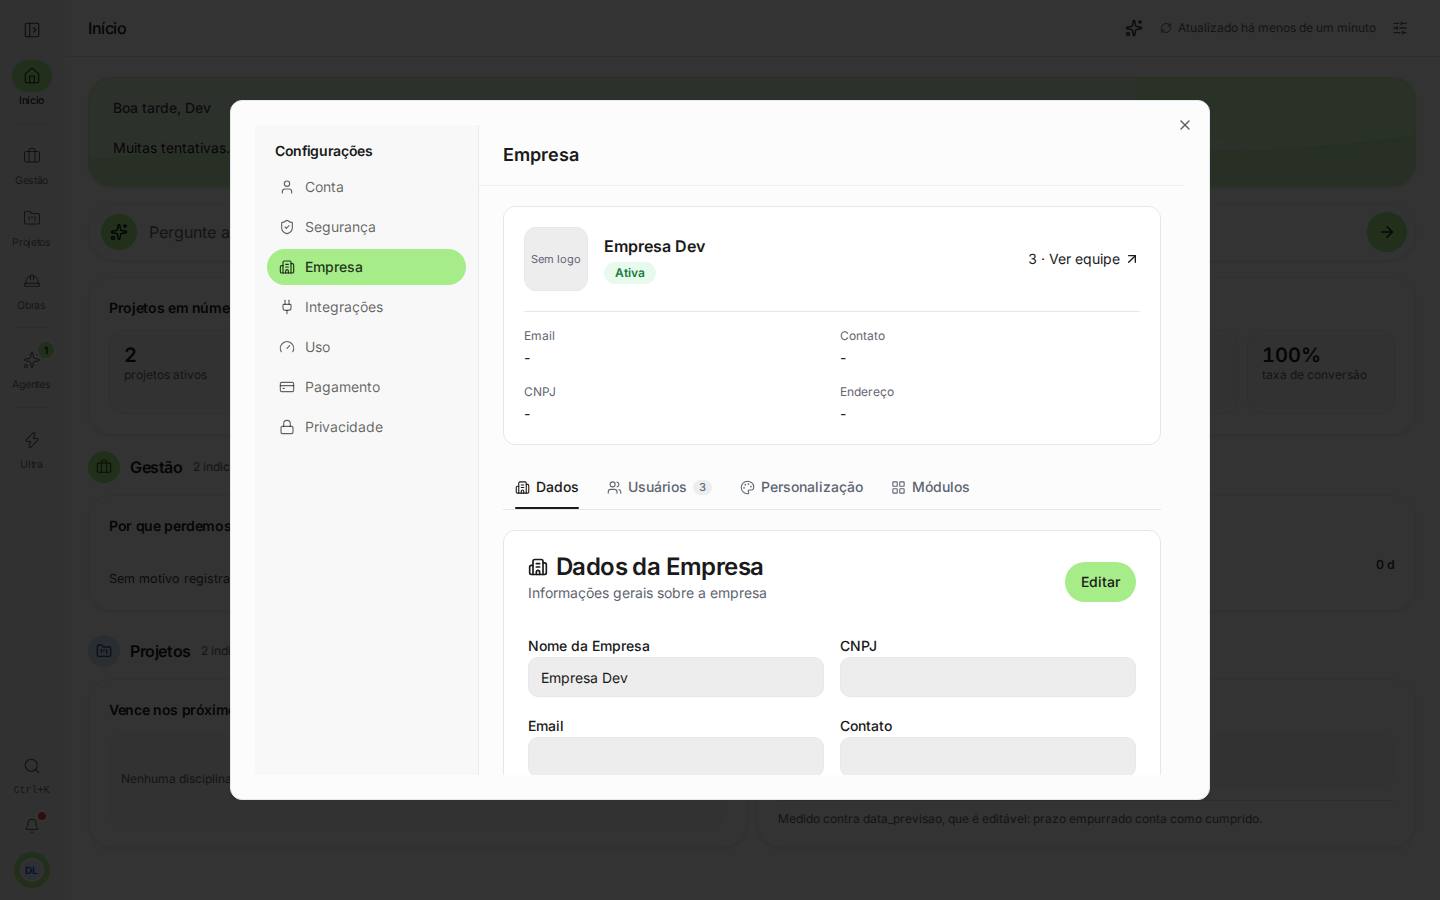 Início
Atualizado há menos de um minuto
Início
Gestão
Projetos
Obras
1
Agentes
Ultra
Ctrl+K
DL
Boa tarde, Dev
Muitas tentativas.
Pergunte a
Projetos em núme
2
projetos ativos
100%
taxa de conversão
Gestão
2 indic
Por que perdemos
Sem motivo registra
0 d
Projetos
2 indi
Vence nos próxim
Nenhuma disciplina
Medido contra data_previsao, que é editável: prazo empurrado conta como cumprido.
Configurações
Conta
Segurança
Empresa
Integrações
Uso
Pagamento
Privacidade
Empresa
Sem logo
Empresa Dev
Ativa
3 · Ver equipe
Email
Contato
-
-
CNPJ
Endereço
-
-
Dados
Usuários 3
Personalização
Módulos
Dados da Empresa
Informações gerais sobre a empresa
Editar
Nome da Empresa
CNPJ
Empresa Dev
Email
Contato